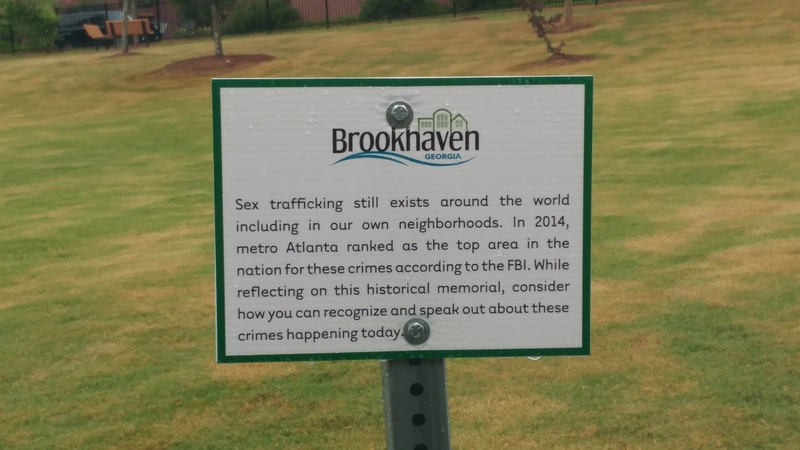 Brookhaven
GEORGIA
Sex trafficking still exists around the world
including in our own neighborhoods. In 2014,
metro Atlanta ranked as the top area in the
nation for these crimes according to the FBI. While
reflecting on this historical memorial, consider
how you can recognize and speak out about these
crimes happening today.